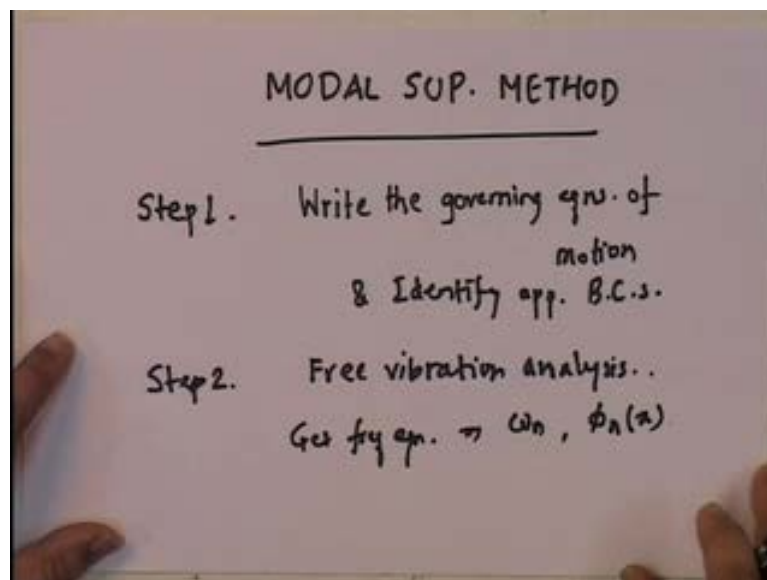 MODAL SUP. METHOD
Step 1. Write the governing eqn. of
motion
& Identify app. B.C.s.
Step 2. Free vibration analysis..
Get frq eqn. → ωn, ϕn(x)